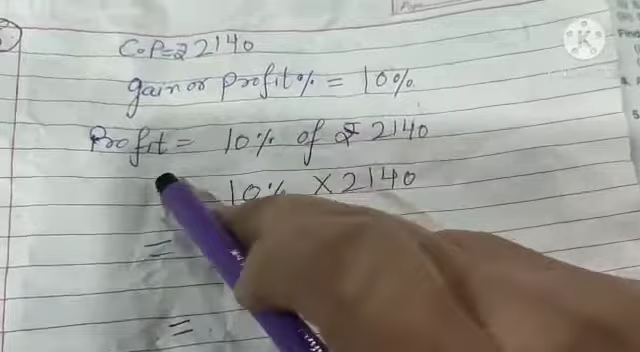 C.P=₹2140
gain or profit% = 10%.
Profit = 10% of ₹2140
10% X 2140
=
=